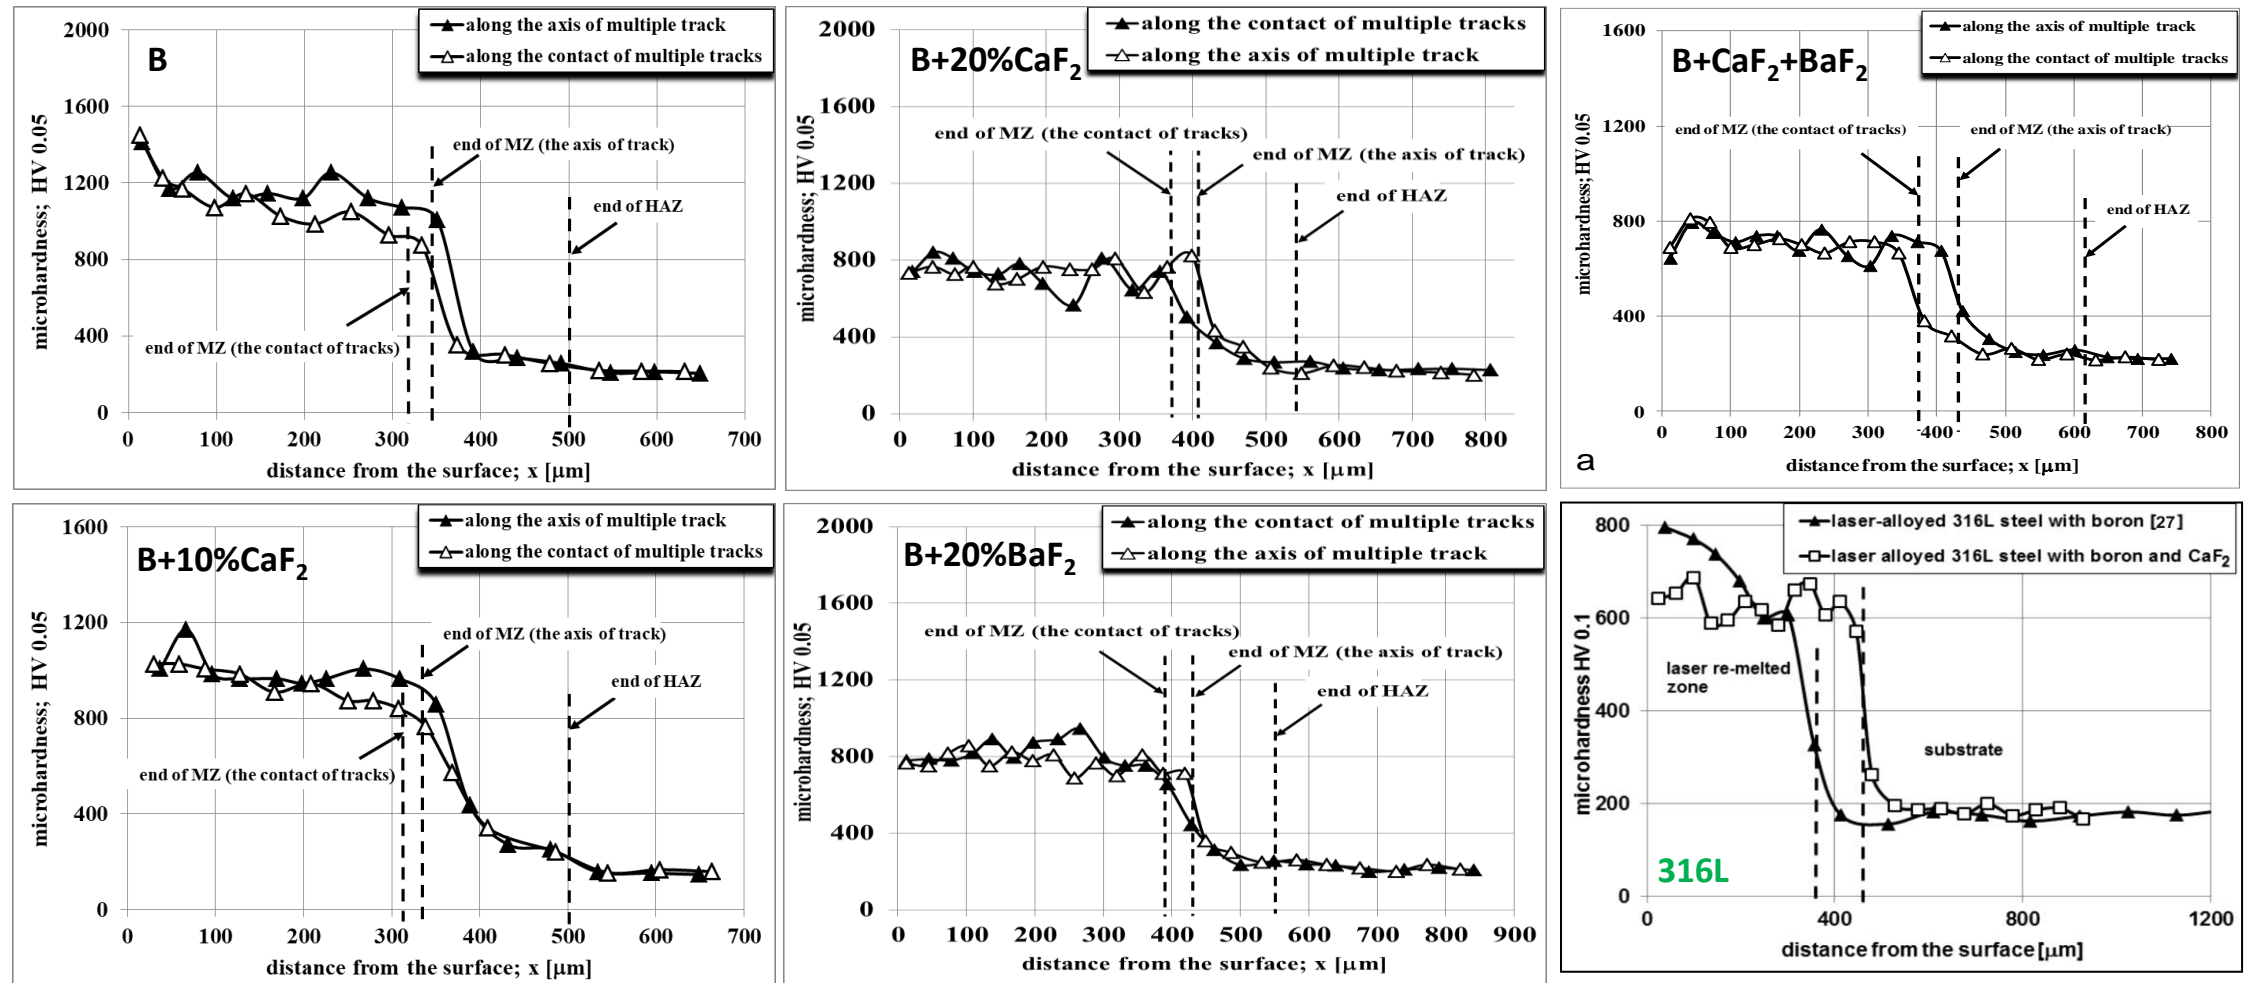 B
along the axis of multiple track
along the contact of multiple tracks
2000
1600
1200
800
400
0
microhardness; HV 0.05
end of MZ (the axis of track)
end of HAZ
end of MZ (the contact of tracks)
0 100 200 300 400 500 600 700
distance from the surface; x [μm]
B+20%CaF₂
along the contact of multiple tracks
along the axis of multiple track
2000
1600
1200
800
400
0
microhardness; HV 0.05
end of MZ (the contact of tracks)
end of MZ (the axis of track)
end of HAZ
0 100 200 300 400 500 600 700 800
distance from the surface; x [μm]
B+CaF₂+BaF₂
along the axis of multiple track
along the contact of multiple tracks
1600
1200
800
400
0
microhardness; HV 0.05
end of MZ (the contact of tracks)
end of MZ (the axis of track)
end of HAZ
0 100 200 300 400 500 600 700 800
a
distance from the surface; x [μm]
B+10%CaF₂
along the axis of multiple track
along the contact of multiple tracks
1600
1200
800
400
0
microhardness; HV 0.05
end of MZ (the axis of track)
end of HAZ
end of MZ (the contact of tracks)
0 100 200 300 400 500 600 700
distance from the surface; x [μm]
B+20%BaF₂
along the contact of multiple tracks
along the axis of multiple track
2000
1600
1200
800
400
0
microhardness; HV 0.05
end of MZ (the contact of tracks)
end of MZ (the axis of track)
end of HAZ
0 100 200 300 400 500 600 700 800 900
distance from the surface; x [μm]
laser-alloyed 316L steel with boron [27]
laser alloyed 316L steel with boron and CaF₂
800
600
400
200
0
microhardness HV 0.1
laser re-melted
zone
substrate
316L
0 400 800 1200
distance from the surface [μm]